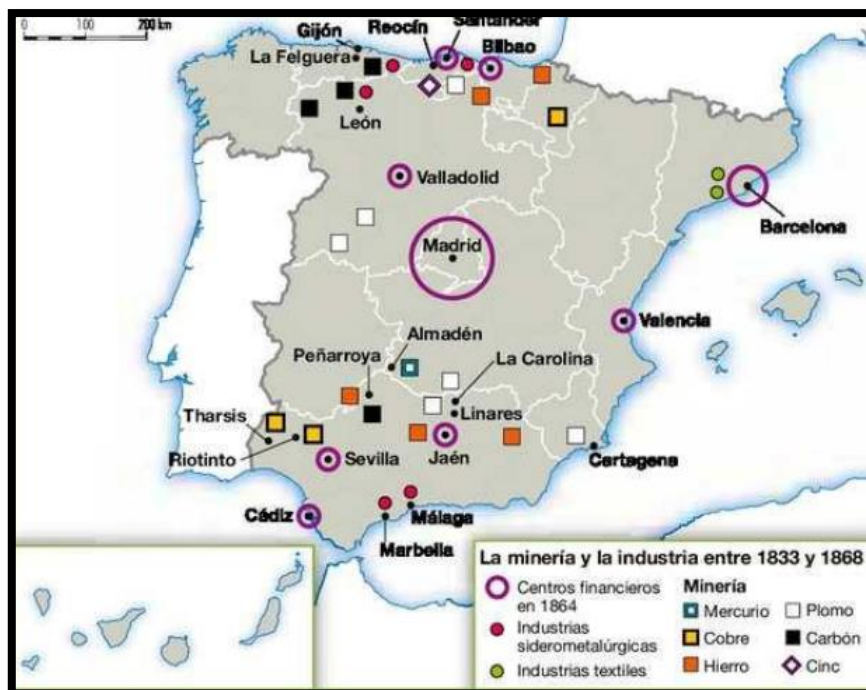 0 100 200 km
Santander
Reocín
Gijón
Bilbao
La Felguera
León
Valladolid
Barcelona
Madrid
Valencia
Almadén
Peñarroya
La Carolina
Tharsis
Linares
Riotinto
Sevilla
Jaén
Cartagena
Cádiz
Málaga
Marbella
La minería y la industria entre 1833 y 1868
Centros financieros
en 1864
Industrias
siderometalúrgicas
Industrias textiles
Minería
Mercurio
Plomo
Cobre
Carbón
Hierro
Cinc